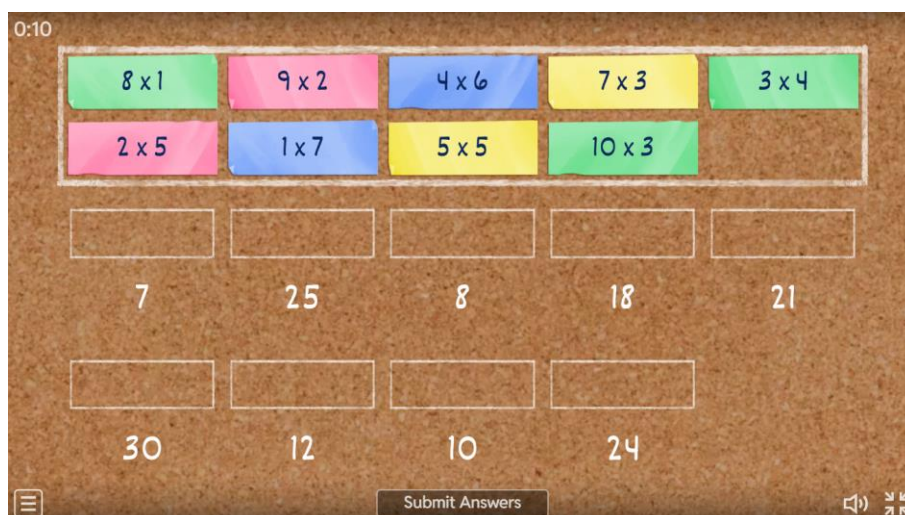 0:10
8 x 1 9 x 2 4 x 6 7 x 3 3 x 4
2 x 5 1 x 7 5 x 5 10 x 3
7 25 8 18 21
30 12 10 24
Submit Answers